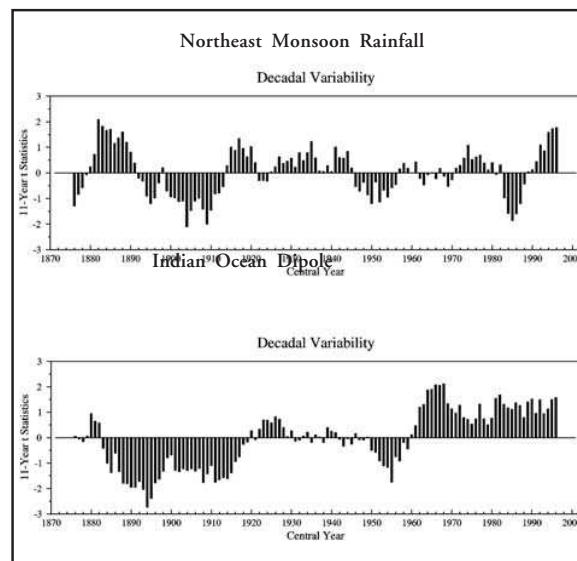 Northeast Monsoon Rainfall
Decadal Variability
11-Year t Statistics
3
2
1
0
-1
-2
-3
1870 1880 1890 1900 1910 1920 1930 1940 1950 1960 1970 1980 1990 200
Central Year
Indian Ocean Dipole
Decadal Variability
11-Year t Statistics
3
2
1
0
-1
-2
-3
1870 1880 1890 1900 1910 1920 1930 1940 1950 1960 1970 1980 1990 2000
Central Year